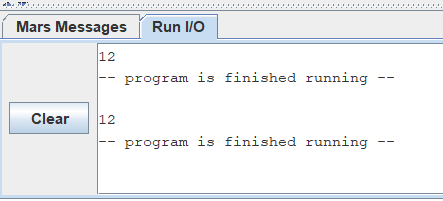 Mars Messages Run I/O
12
-- program is finished running --
Clear
12
-- program is finished running --